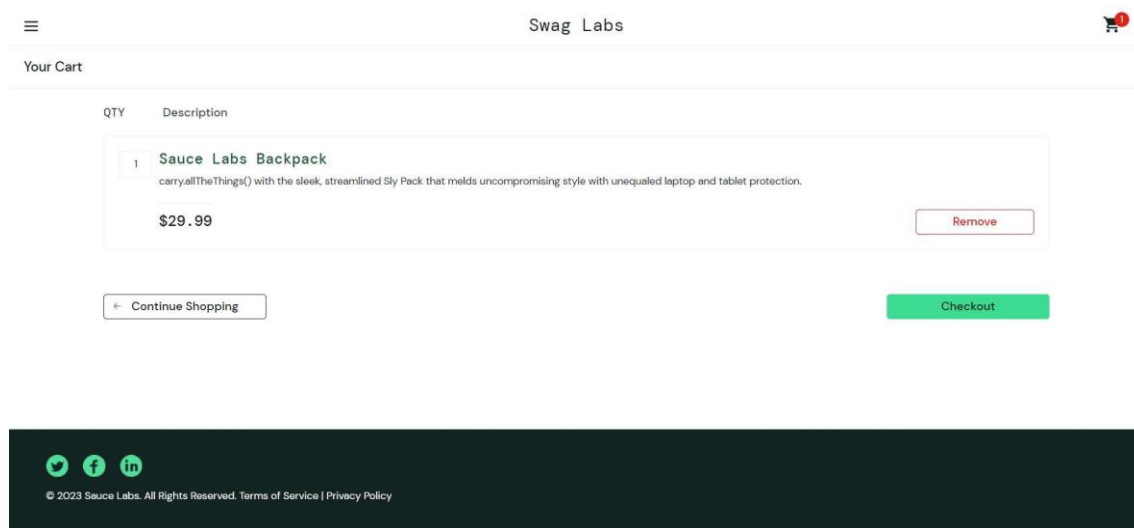 Swag Labs
1
Your Cart
QTY Description
1
Sauce Labs Backpack
carry.allTheThings() with the sleek, streamlined Sly Pack that melds uncompromising style with unequaled laptop and tablet protection.
$29.99
Remove
← Continue Shopping
Checkout
© 2023 Sauce Labs. All Rights Reserved. Terms of Service | Privacy Policy